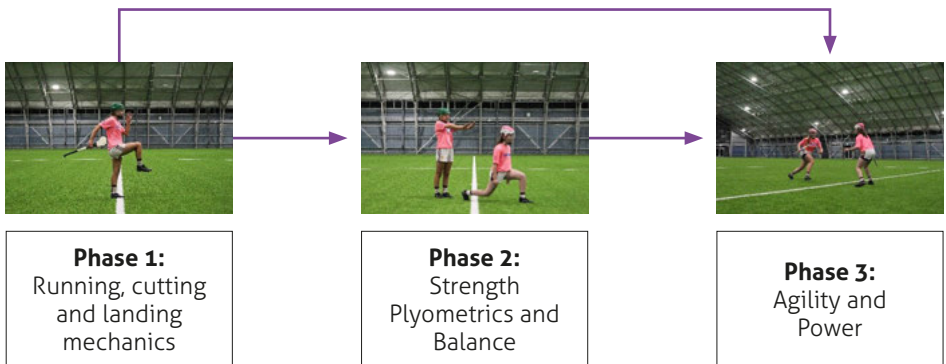 Phase 1:
Running, cutting
and landing
mechanics
Phase 2:
Strength
Plyometrics and
Balance
Phase 3:
Agility and
Power